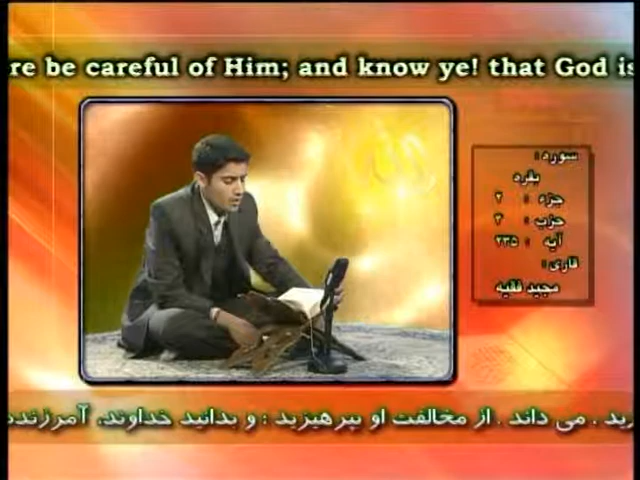 re be careful of Him; and know ye! that God is
سوره :
بقره
جزء : ۲
حزب : ۴
آیه : ۲۳۵
قاری :
مجید فقیه
رید . می داند . از مخالفت او بپرهیزید ; و بدانید خداوند، آمرزنده